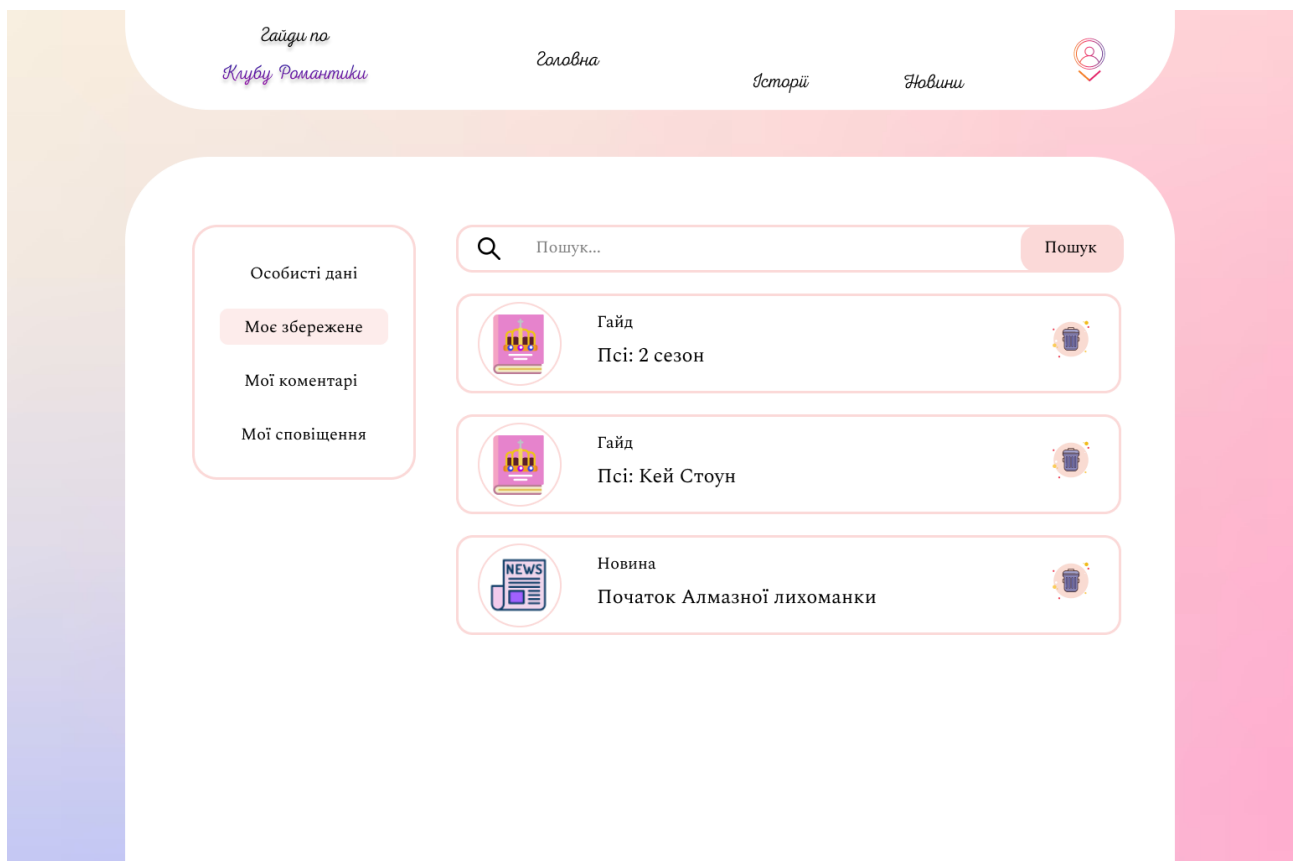 Гайди по
Клубу Романтики
Головна
Історії
Новини
Особисті дані
Моє збережене
Мої коментарі
Мої сповіщення
Пошук...
Пошук
Гайд
Псі: 2 сезон
Гайд
Псі: Кей Стоун
NEWS
Новина
Початок Алмазної лихоманки